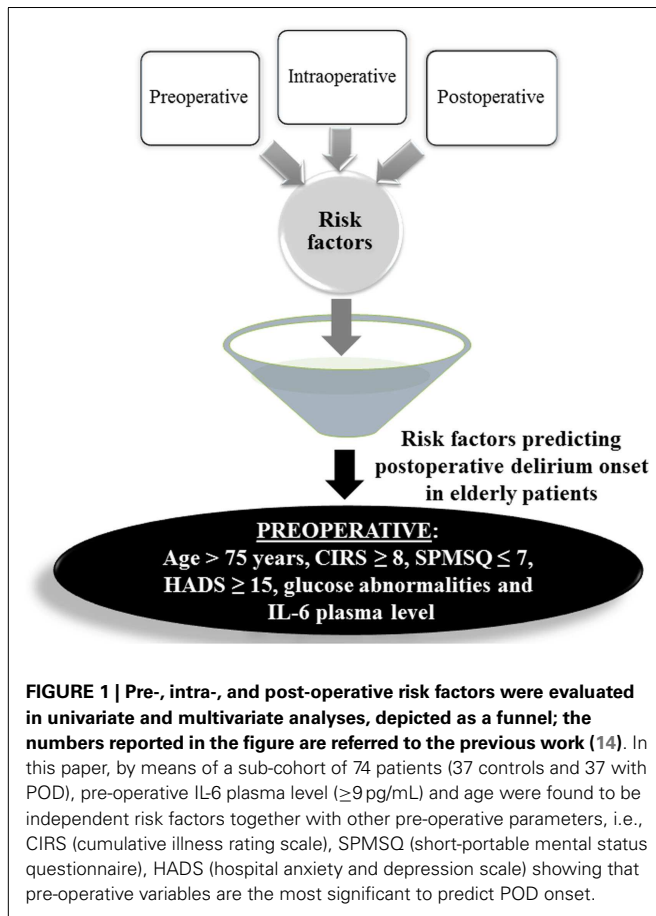 Preoperative
Intraoperative
Postoperative
Risk
factors
Risk factors predicting
postoperative delirium onset
in elderly patients
PREOPERATIVE:
Age > 75 years, CIRS ≥ 8, SPMSQ ≤ 7,
HADS ≥ 15, glucose abnormalities and
IL-6 plasma level
FIGURE 1 | Pre-, intra-, and post-operative risk factors were evaluated
in univariate and multivariate analyses, depicted as a funnel; the
numbers reported in the figure are referred to the previous work (14). In
this paper, by means of a sub-cohort of 74 patients (37 controls and 37 with
POD), pre-operative IL-6 plasma level (≥9 pg/mL) and age were found to be
independent risk factors together with other pre-operative parameters, i.e.,
CIRS (cumulative illness rating scale), SPMSQ (short-portable mental status
questionnaire), HADS (hospital anxiety and depression scale) showing that
pre-operative variables are the most significant to predict POD onset.